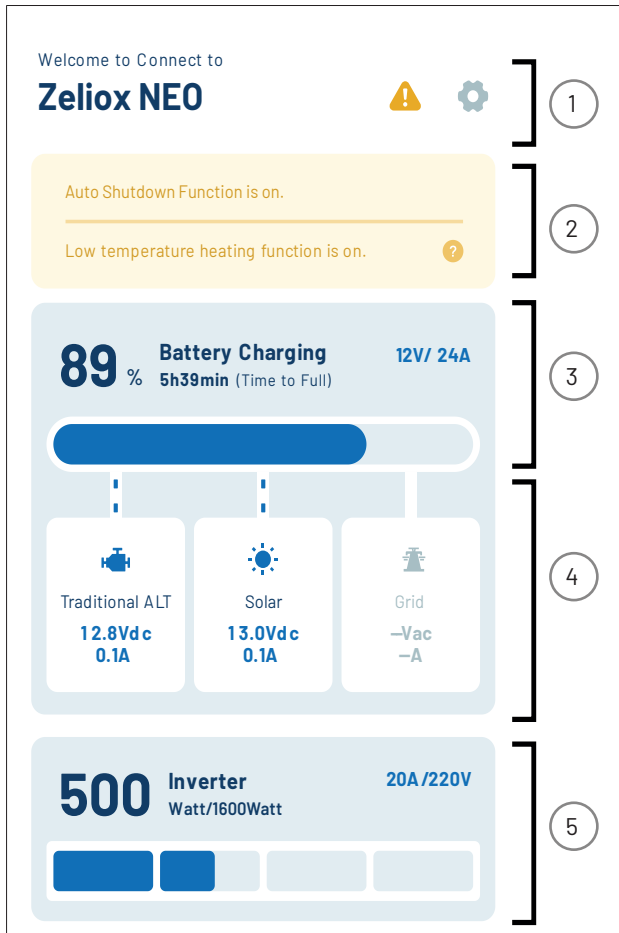 Welcome to Connect to
Zeliox NEO
1
Auto Shutdown Function is on.
2
Low temperature heating function is on.
?
89 %
Battery Charging
12V/ 24A
5h39min (Time to Full)
3
Traditional ALT
12.8Vdc
0.1A
Solar
13.0Vdc
0.1A
Grid
—Vac
—A
4
500
Inverter
20A/220V
Watt/1600Watt
5